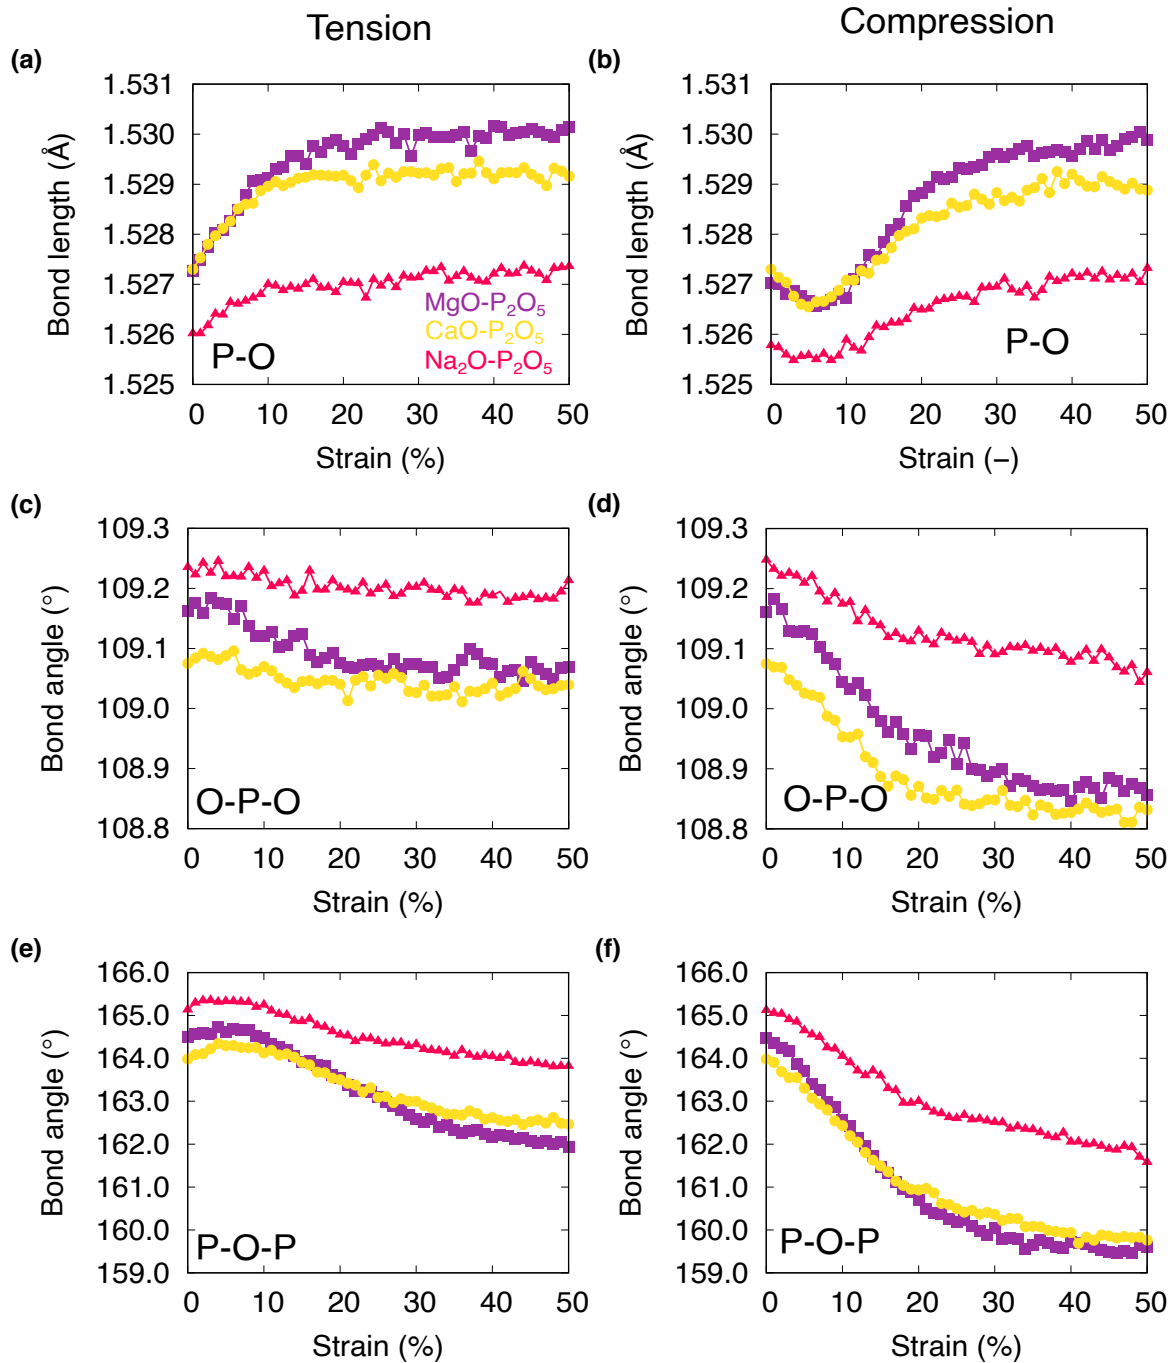 Tension
Compression
(a)
(b)
1.531
1.530
1.529
1.528
1.527
1.526
1.525
Bond length (Å)
MgO-P₂O₅
CaO-P₂O₅
Na₂O-P₂O₅
P-O
0 10 20 30 40 50
Strain (%)
1.531
1.530
1.529
1.528
1.527
1.526
1.525
Bond length (Å)
P-O
0 10 20 30 40 50
Strain (−)
(c)
(d)
109.3
109.2
109.1
109.0
108.9
108.8
Bond angle (°)
O-P-O
0 10 20 30 40 50
Strain (%)
109.3
109.2
109.1
109.0
108.9
108.8
Bond angle (°)
O-P-O
0 10 20 30 40 50
Strain (%)
(e)
(f)
166.0
165.0
164.0
163.0
162.0
161.0
160.0
159.0
Bond angle (°)
P-O-P
0 10 20 30 40 50
Strain (%)
166.0
165.0
164.0
163.0
162.0
161.0
160.0
159.0
Bond angle (°)
P-O-P
0 10 20 30 40 50
Strain (%)